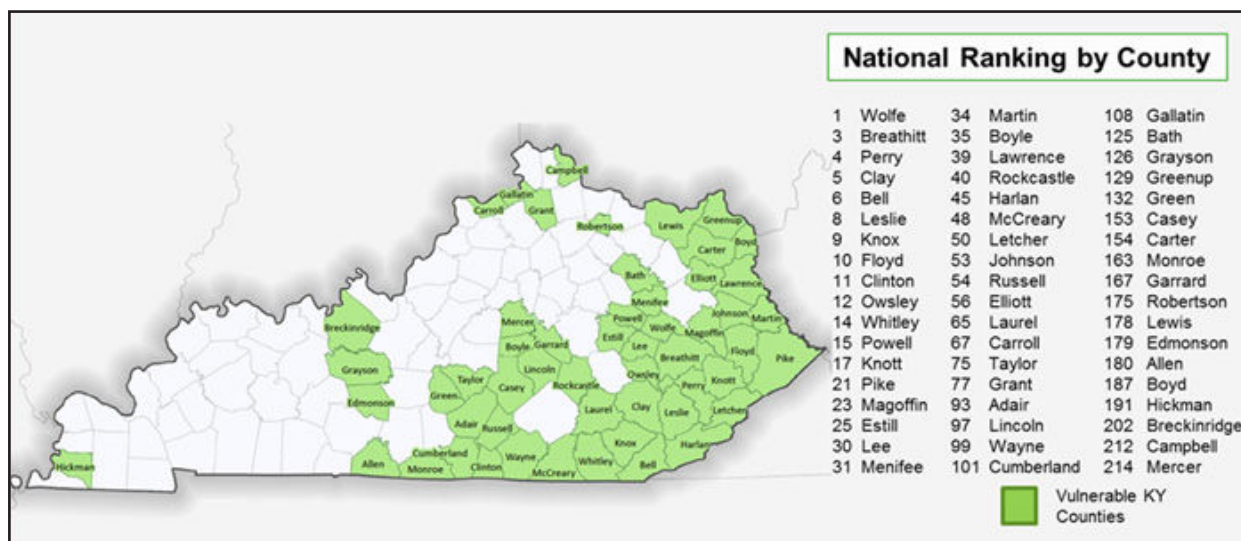 National Ranking by County
1 Wolfe 34 Martin 108 Gallatin
3 Breathitt 35 Boyle 125 Bath
4 Perry 39 Lawrence 126 Grayson
5 Clay 40 Rockcastle 129 Greenup
6 Bell 45 Harlan 132 Green
8 Leslie 48 McCreary 153 Casey
9 Knox 50 Letcher 154 Carter
10 Floyd 53 Johnson 163 Monroe
11 Clinton 54 Russell 167 Garrard
12 Owsley 56 Elliott 175 Robertson
14 Whitley 65 Laurel 178 Lewis
15 Powell 67 Carroll 179 Edmonson
17 Knott 75 Taylor 180 Allen
21 Pike 77 Grant 187 Boyd
23 Magoffin 93 Adair 191 Hickman
25 Estill 97 Lincoln 202 Breckinridge
30 Lee 99 Wayne 212 Campbell
31 Menifee 101 Cumberland 214 Mercer
Vulnerable KY
Counties
Campbell
Gallatin
Carroll
Grant
Robertson
Lewis
Greenup
Carter
Boyd
Bath
Elliott
Lawrence
Menifee
Breckinridge
Mercer
Powell
Johnson
Martin
Wolfe
Magoffin
Boyle
Garrard
Estill
Lee
Floyd
Pike
Grayson
Lincoln
Breathitt
Taylor
Casey
Rockcastle
Owsley
Perry
Knott
Green
Edmonson
Laurel
Clay
Leslie
Letcher
Adair
Russell
Knox
Harlan
Cumberland
Wayne
Allen
Monroe
Clinton
McCreary
Whitley
Bell
Hickman